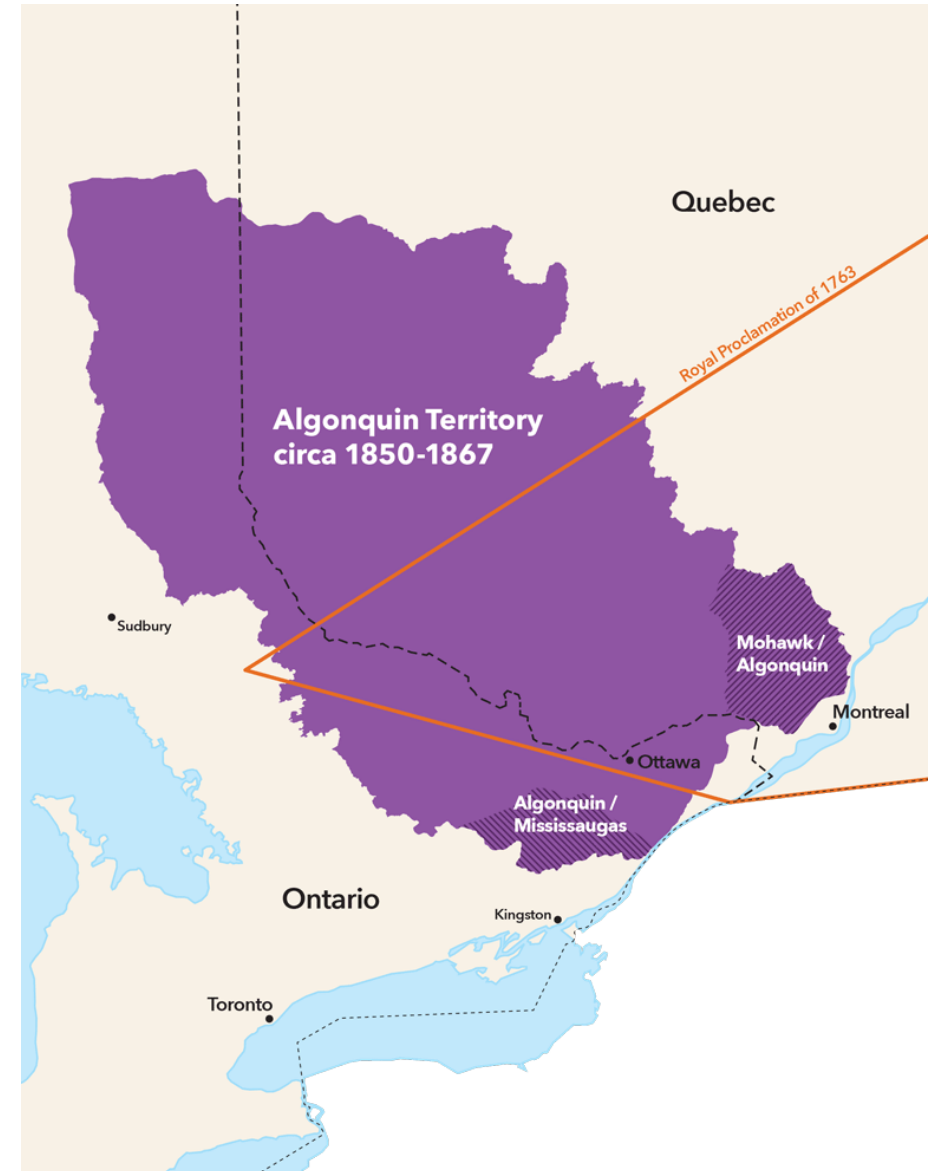 Quebec
Royal Proclamation of 1763
Algonquin Territory
circa 1850-1867
Sudbury
Mohawk /
Algonquin
Montreal
Ottawa
Algonquin /
Mississaugas
Ontario
Kingston
Toronto